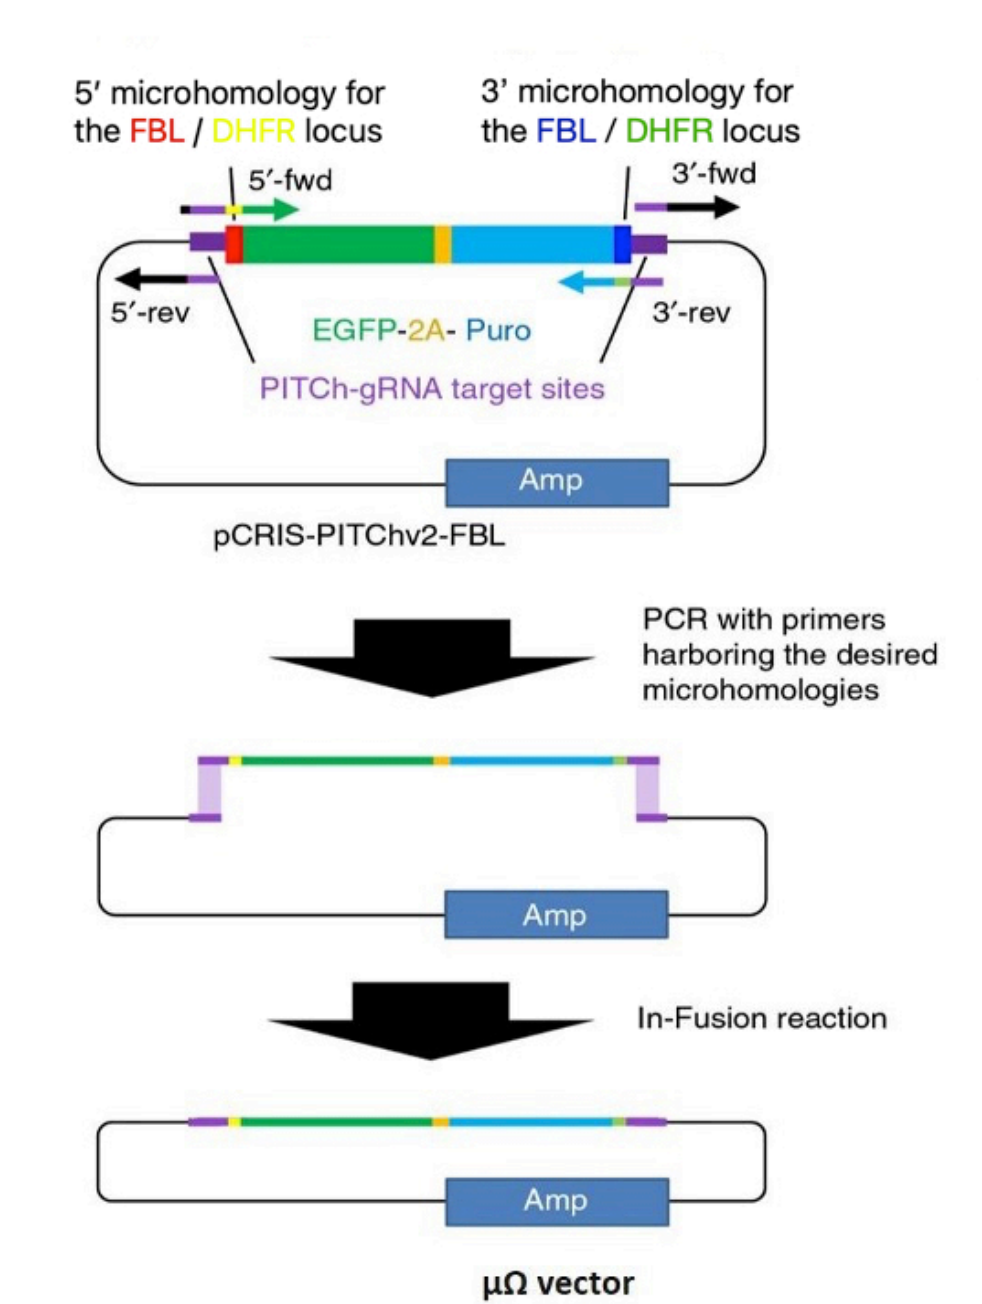 5′ microhomology for
the FBL / DHFR locus
3’ microhomology for
the FBL / DHFR locus
5′-fwd
3′-fwd
5′-rev
3′-rev
EGFP-2A- Puro
PITCh-gRNA target sites
Amp
pCRIS-PITChv2-FBL
PCR with primers
harboring the desired
microhomologies
Amp
In-Fusion reaction
Amp
μΩ vector